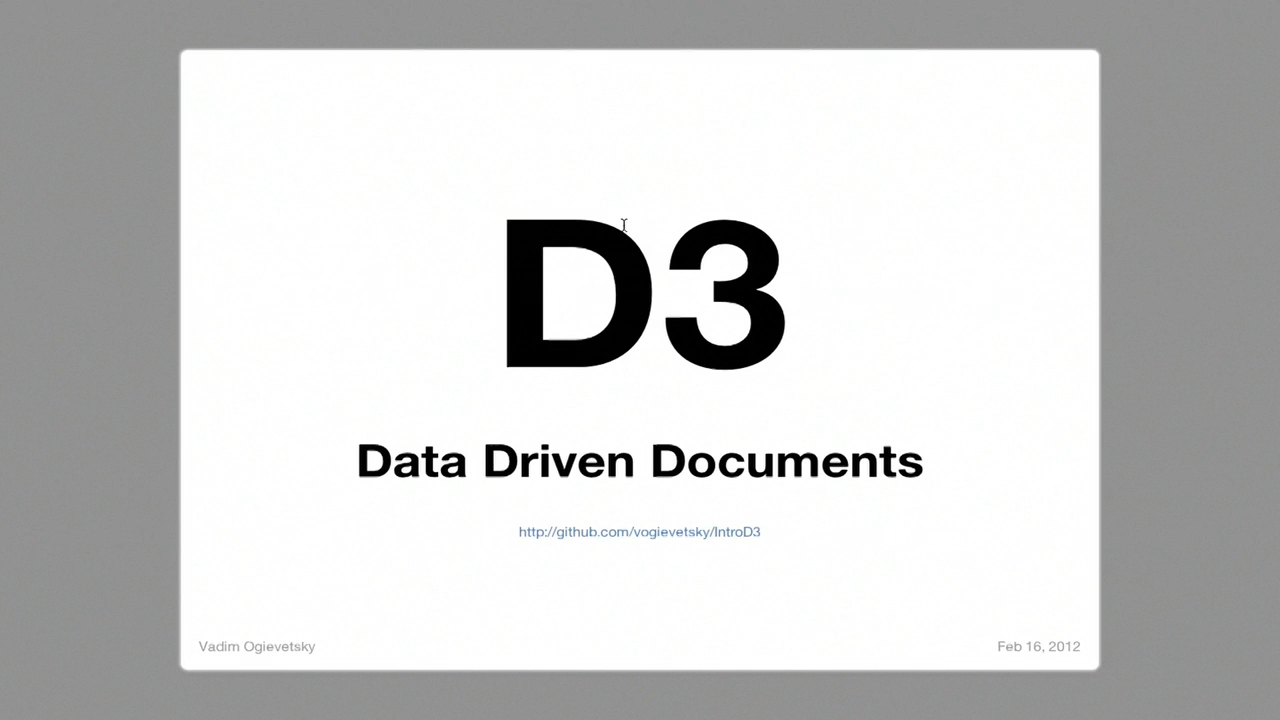 D3
Data Driven Documents
http://github.com/vogievetsky/IntroD3
Vadim Ogievetsky
Feb 16, 2012